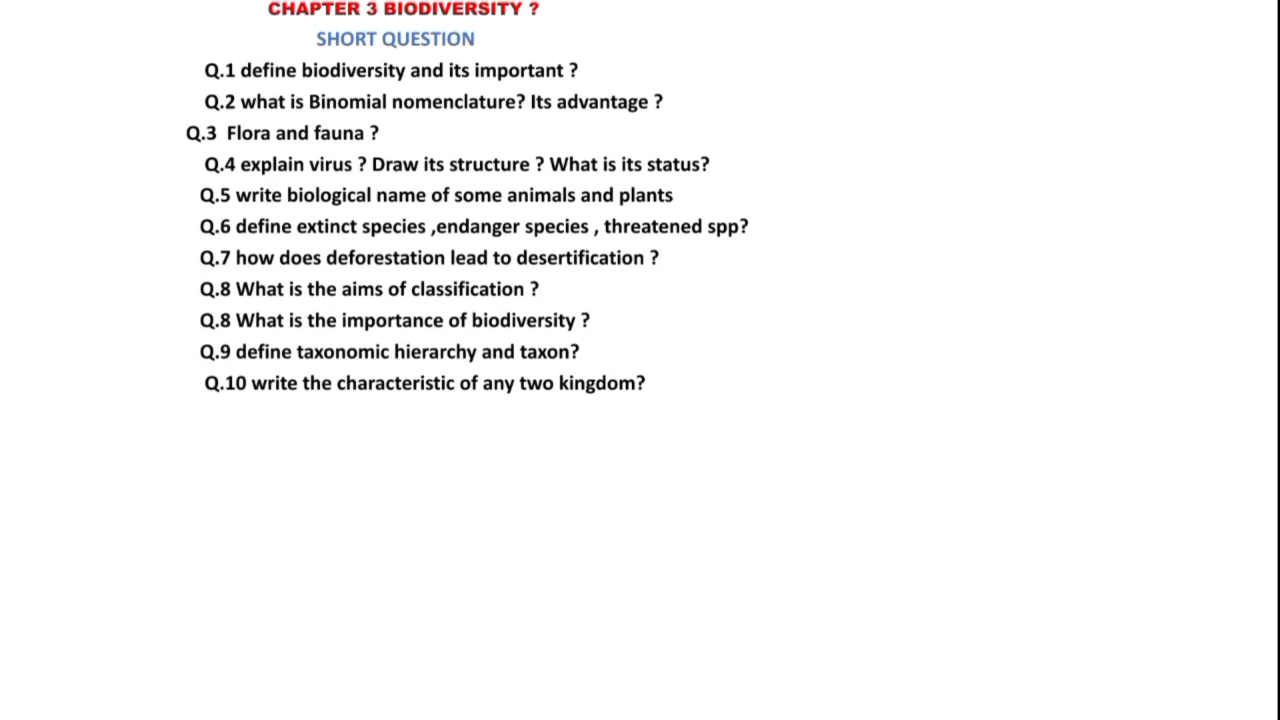 CHAPTER 3 BIODIVERSITY ?
SHORT QUESTION
Q.1 define biodiversity and its important ?
Q.2 what is Binomial nomenclature? Its advantage ?
Q.3 Flora and fauna ?
Q.4 explain virus ? Draw its structure ? What is its status?
Q.5 write biological name of some animals and plants
Q.6 define extinct species ,endanger species , threatened spp?
Q.7 how does deforestation lead to desertification ?
Q.8 What is the aims of classification ?
Q.8 What is the importance of biodiversity ?
Q.9 define taxonomic hierarchy and taxon?
Q.10 write the characteristic of any two kingdom?